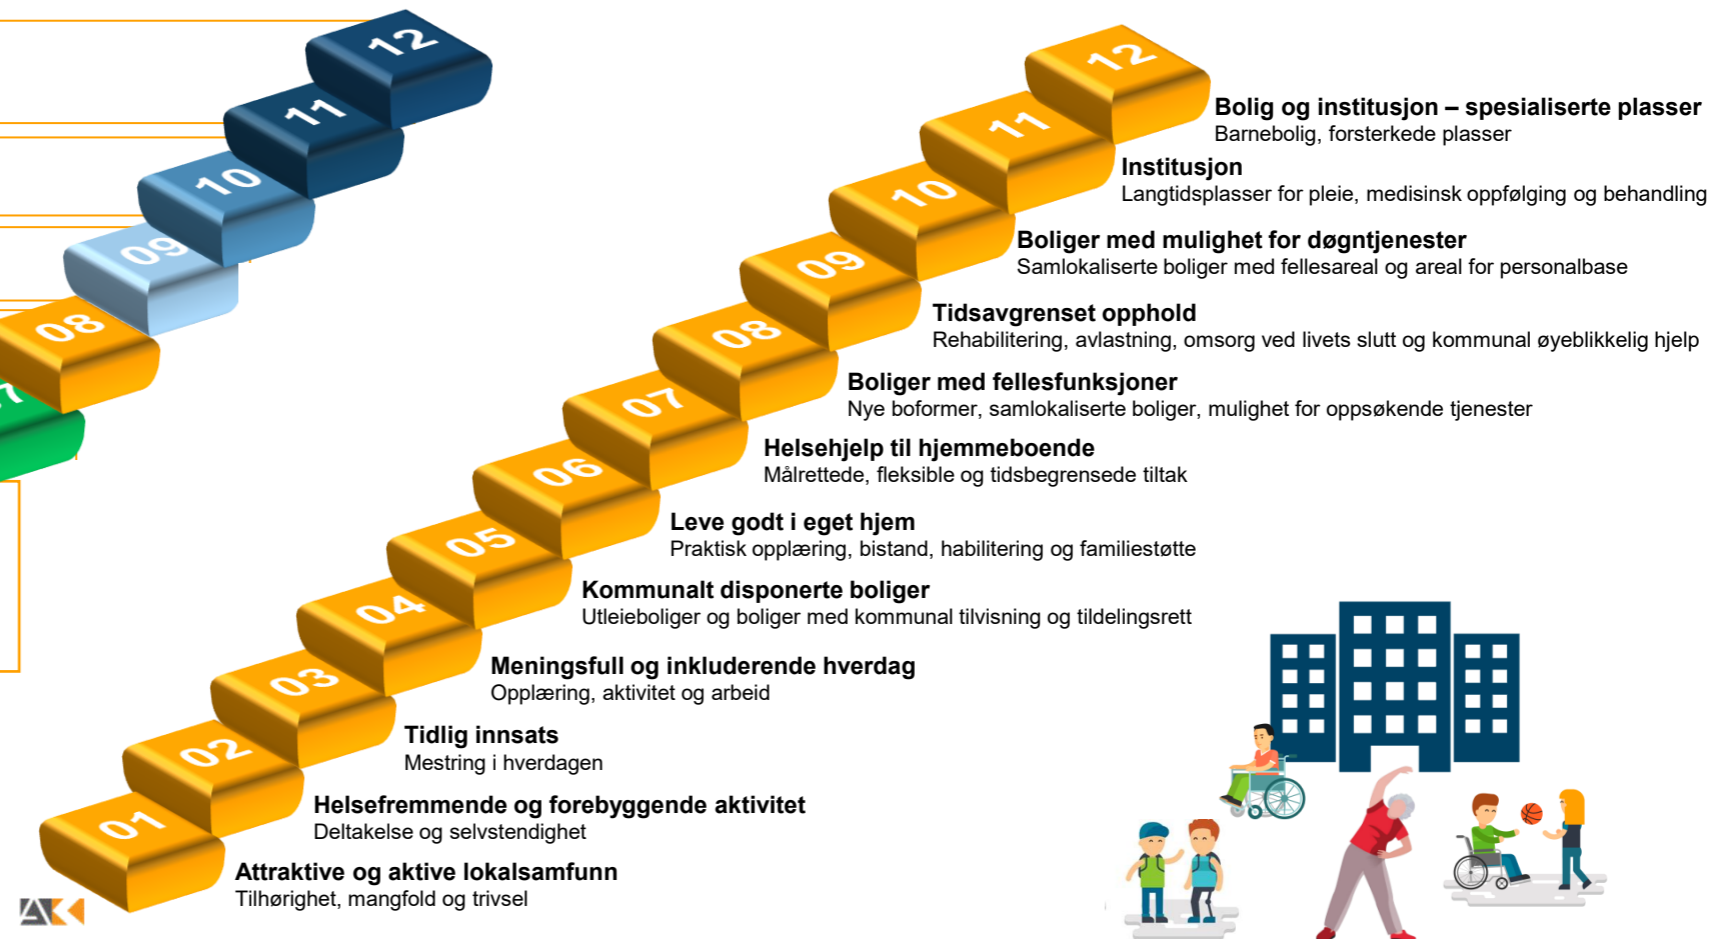 12
11
10
09
08
7
12
Bolig og institusjon – spesialiserte plasser
Barnebolig, forsterkede plasser
11
Institusjon
Langtidsplasser for pleie, medisinsk oppfølging og behandling
10
Boliger med mulighet for døgntjenester
Samlokaliserte boliger med fellesareal og areal for personalbase
09
Tidsavgrenset opphold
Rehabilitering, avlastning, omsorg ved livets slutt og kommunal øyeblikkelig hjelp
08
Boliger med fellesfunksjoner
Nye boformer, samlokaliserte boliger, mulighet for oppsøkende tjenester
07
Helsehjelp til hjemmeboende
Målrettede, fleksible og tidsbegrensede tiltak
06
Leve godt i eget hjem
Praktisk opplæring, bistand, habilitering og familiestøtte
05
Kommunalt disponerte boliger
Utleieboliger og boliger med kommunal tilvisning og tildelingsrett
04
Meningsfull og inkluderende hverdag
Opplæring, aktivitet og arbeid
03
Tidlig innsats
Mestring i hverdagen
02
Helsefremmende og forebyggende aktivitet
Deltakelse og selvstendighet
01
Attraktive og aktive lokalsamfunn
Tilhørighet, mangfold og trivsel